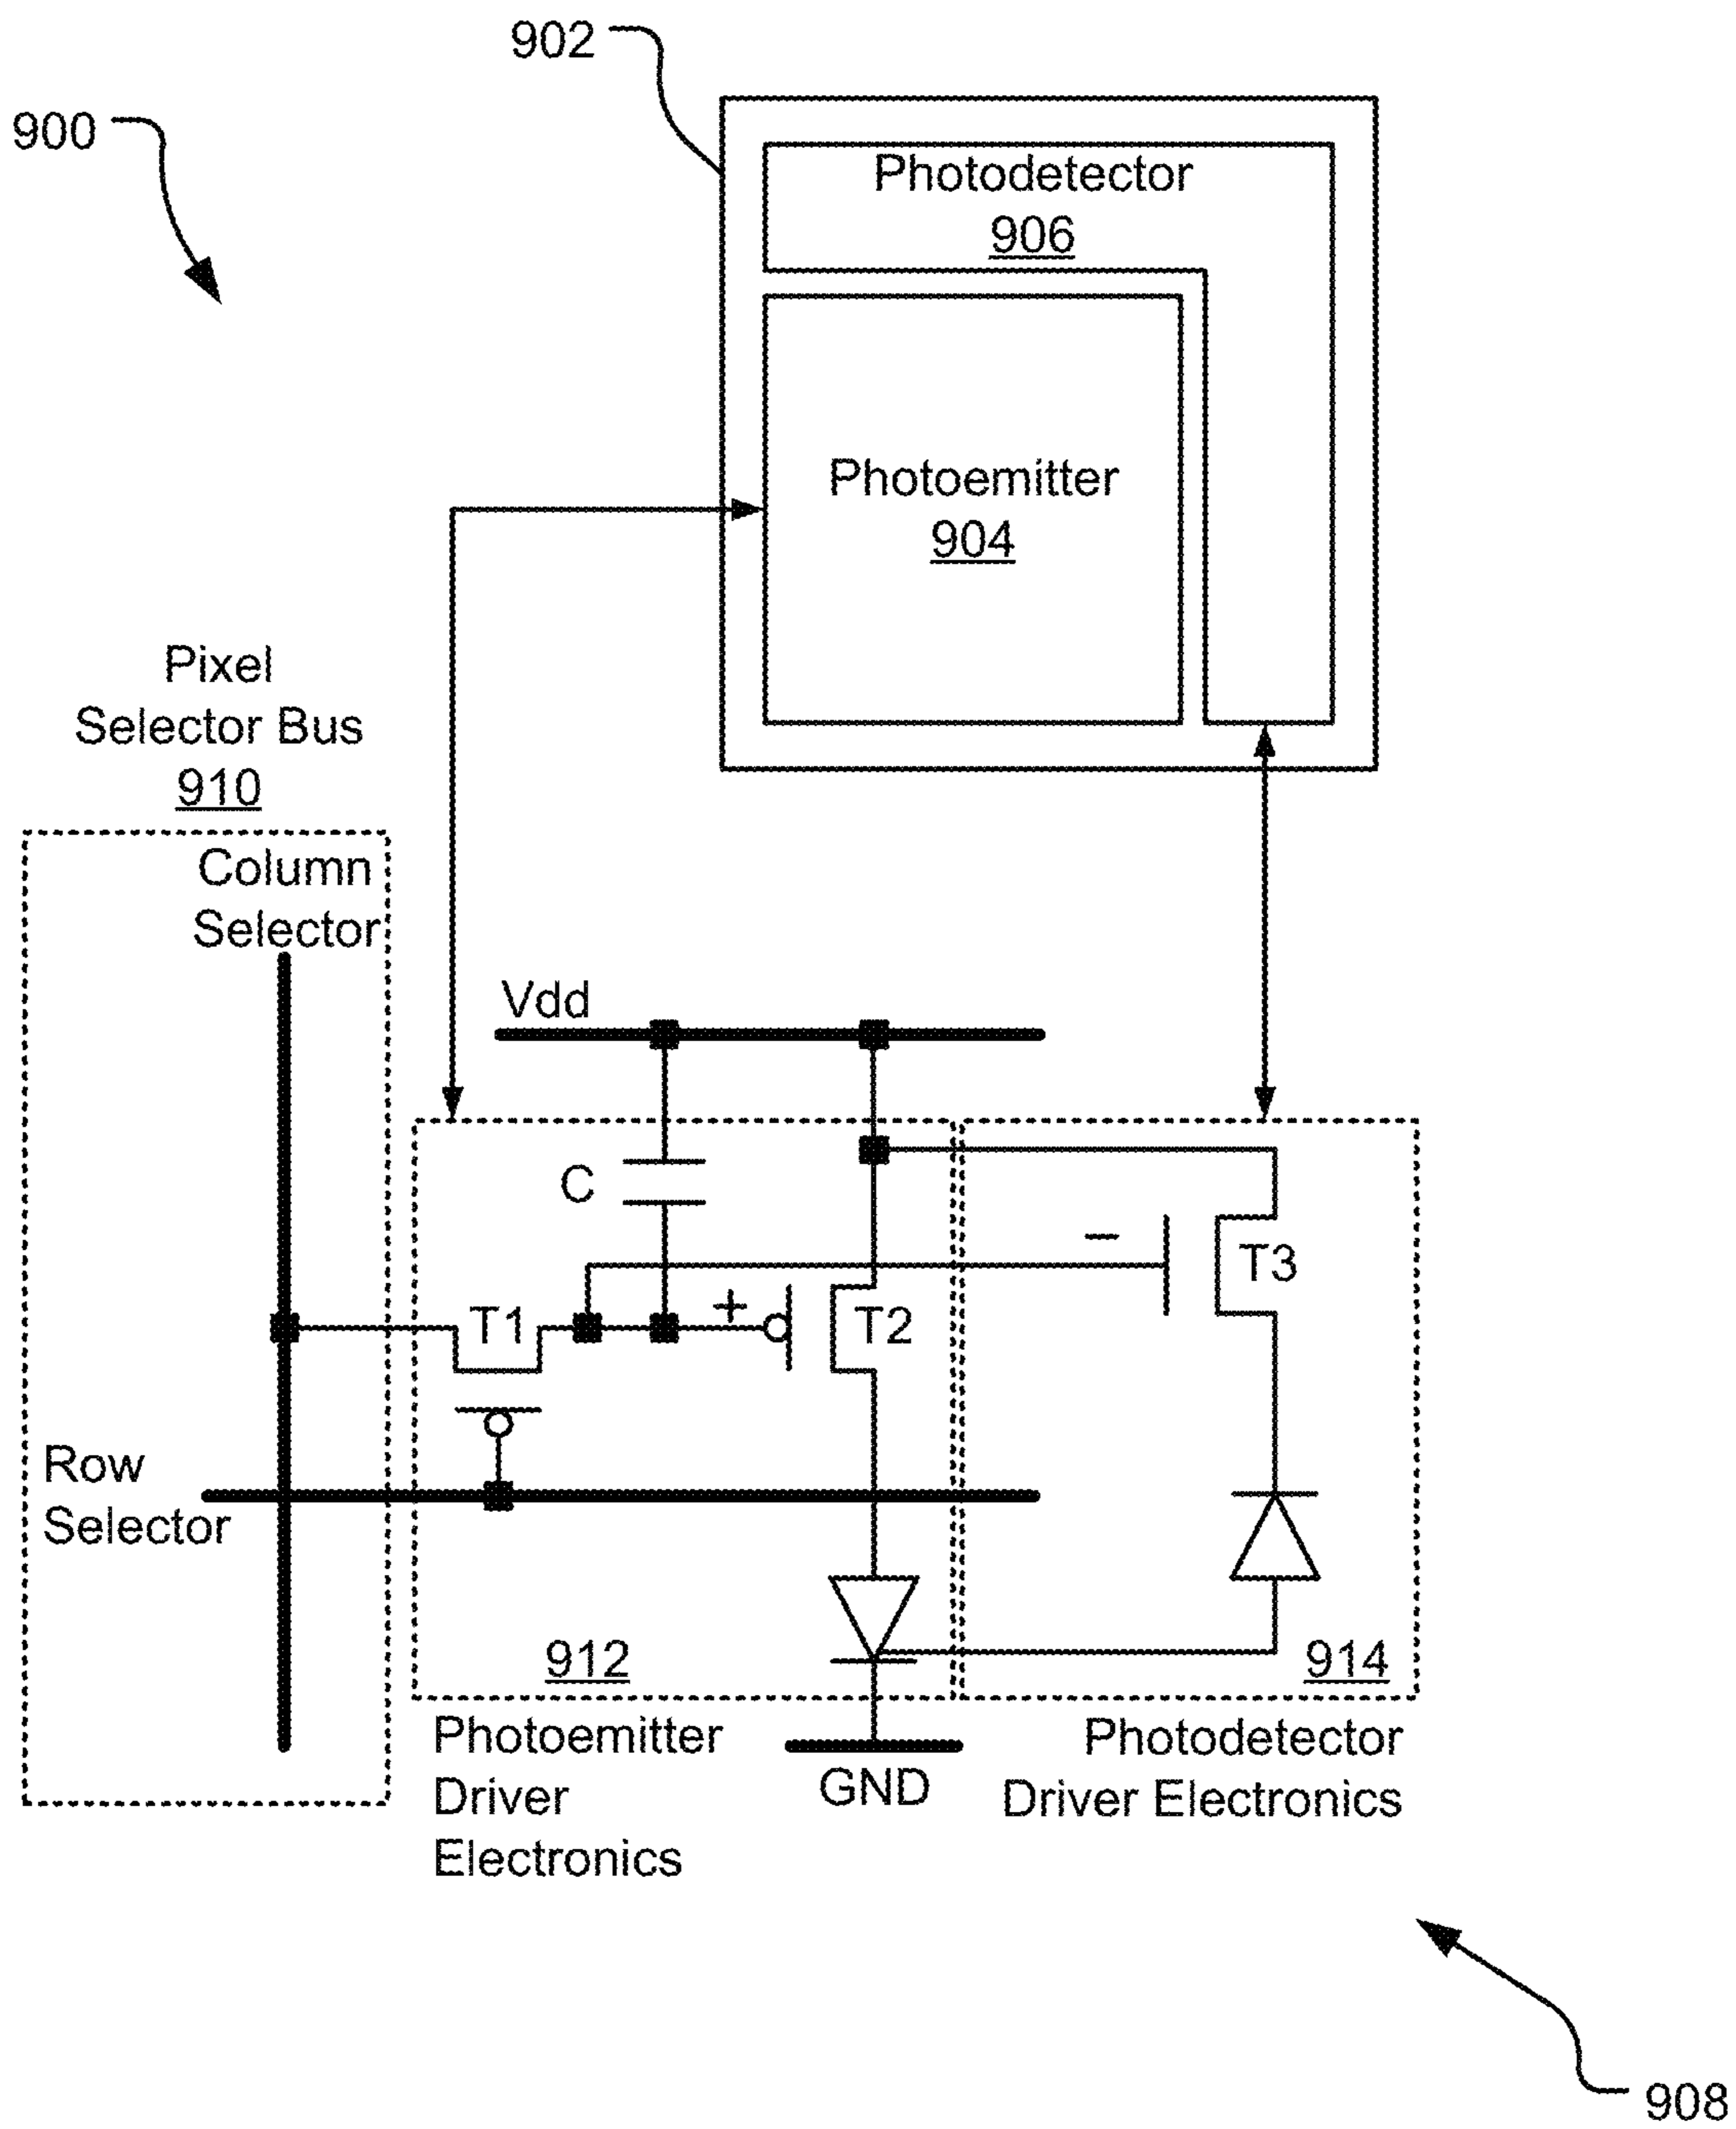 902
900
Photodetector
906
Photoemitter
904
Pixel
Selector Bus
910
Column
Selector
Vdd
C
T1
+
T2
−
T3
Row
Selector
912
914
Photoemitter
Driver
Electronics
GND
Photodetector
Driver Electronics
908